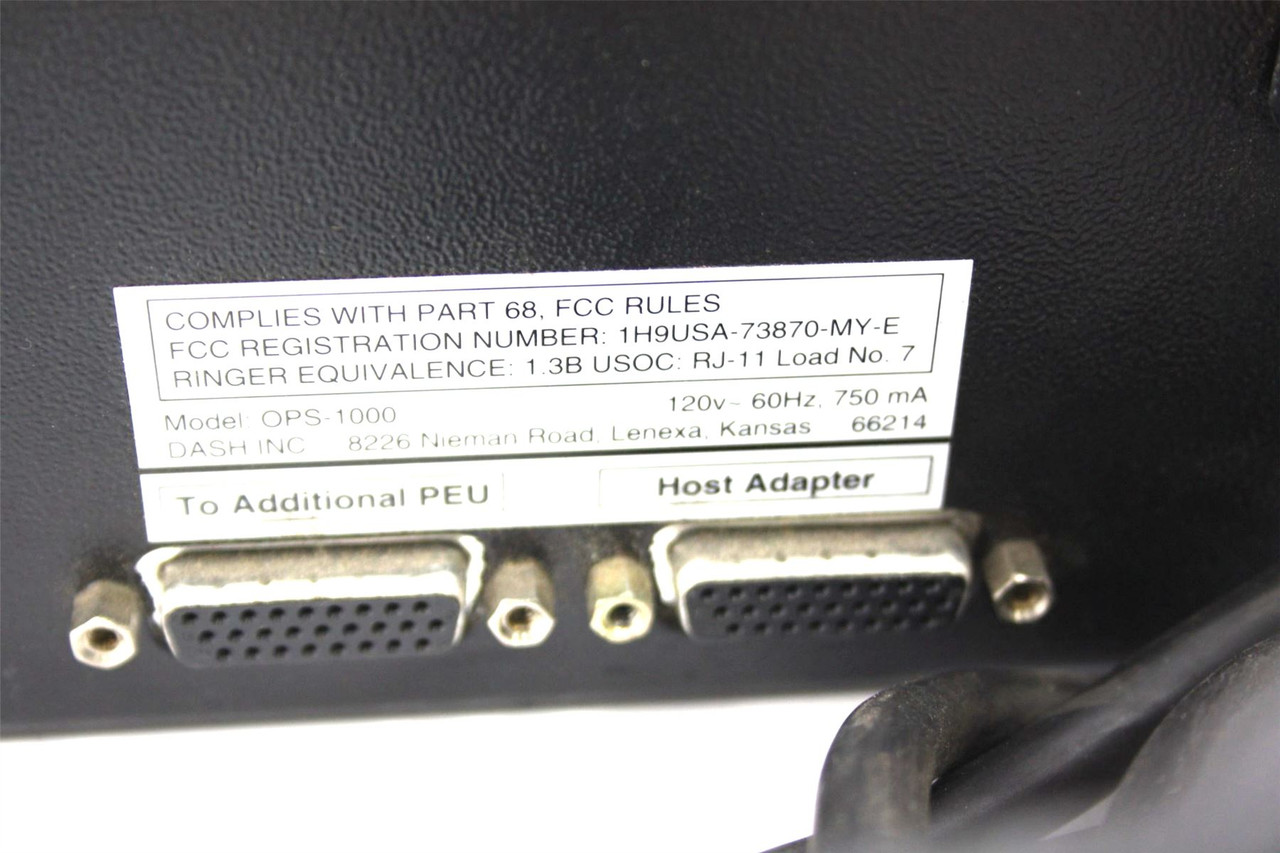 COMPLIES WITH PART 68, FCC RULES
FCC REGISTRATION NUMBER: 1H9USA-73870-MY-E
RINGER EQUIVALENCE: 1.3B USOC: RJ-11 Load No. 7
Model: OPS-1000 120v~ 60Hz, 750 mA
DASH INC 8226 Nieman Road, Lenexa, Kansas 66214
To Additional PEU Host Adapter